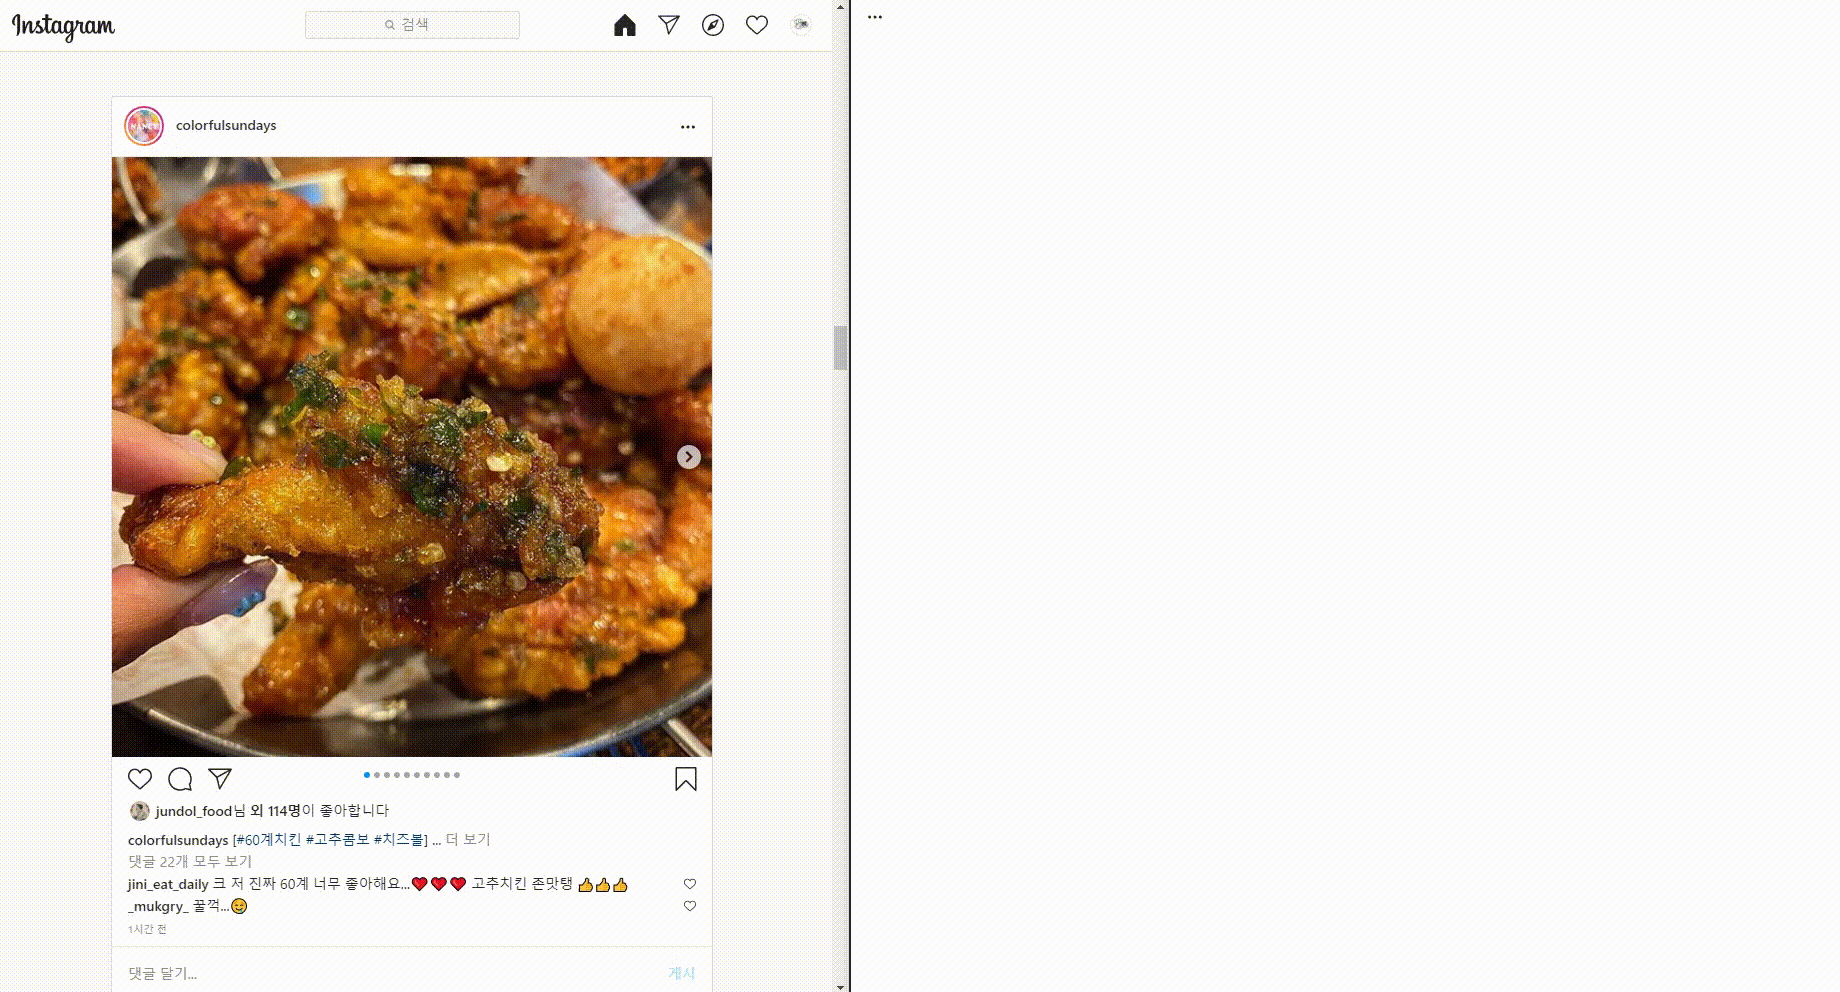 Instagram
검색
colorfulsundays
jundol_food님 외 114명이 좋아합니다
colorfulsundays [#60계치킨 #고추콤보 #치즈볼] ... 더 보기
댓글 22개 모두 보기
jini_eat_daily 크 저 진짜 60계 너무 좋아해요...❤️❤️❤️ 고추치킨 존맛탱 👍👍👍
_mukgry_ 꿀꺽...🤤
1시간 전
댓글 달기...
게시